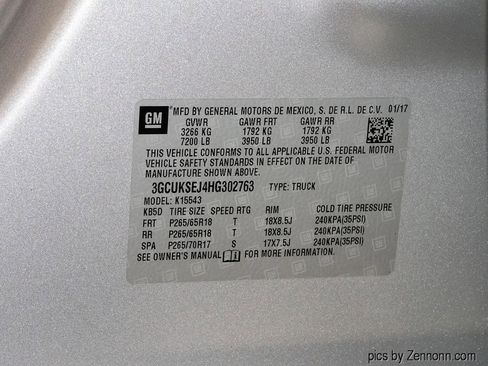 GM MFD BY GENERAL MOTORS DE MEXICO, S. DE R.L. DE C.V. 01/17
GVWR GAWR FRT GAWR RR
3266 KG 1792 KG 1792 KG
7200 LB 3950 LB 3950 LB
THIS VEHICLE CONFORMS TO ALL APPLICABLE U.S. FEDERAL MOTOR
VEHICLE SAFETY STANDARDS IN EFFECT ON THE DATE OF
MANUFACTURE SHOWN ABOVE.
3GCUKSEJ4HG302763 TYPE: TRUCK
MODEL: K15543
KB5D TIRE SIZE SPEED RTG RIM COLD TIRE PRESSURE
FRT P265/65R18 T 18X8.5J 240KPA(35PSI)
RR P265/65R18 T 18X8.5J 240KPA(35PSI)
SPA P265/70R17 S 17X7.5J 240KPA(35PSI)
SEE OWNER'S MANUAL FOR MORE INFORMATION.
pics by Zennonn.com